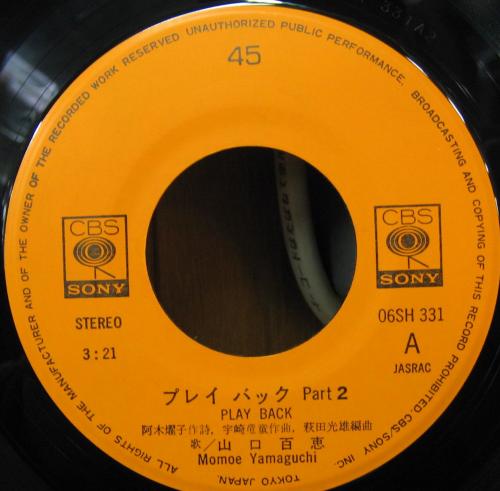 ALL RIGHTS OF THE MANUFACTURER AND OF THE OWNER OF THE RECORDED WORK RESERVED UNAUTHORIZED PUBLIC PERFORMANCE, BROADCASTING AND COPYING OF THIS RECORD PROHIBITED. CBS/SONY INC. TOKYO JAPAN.
331A2
45
CBS
SONY
CBS
SONY
STEREO
06SH 331
3:21
A
JASRAC
プレイ バック Part 2
PLAY BACK
阿木燿子作詩, 宇崎竜童作曲, 萩田光雄編曲
歌/山口百恵
Momoe Yamaguchi